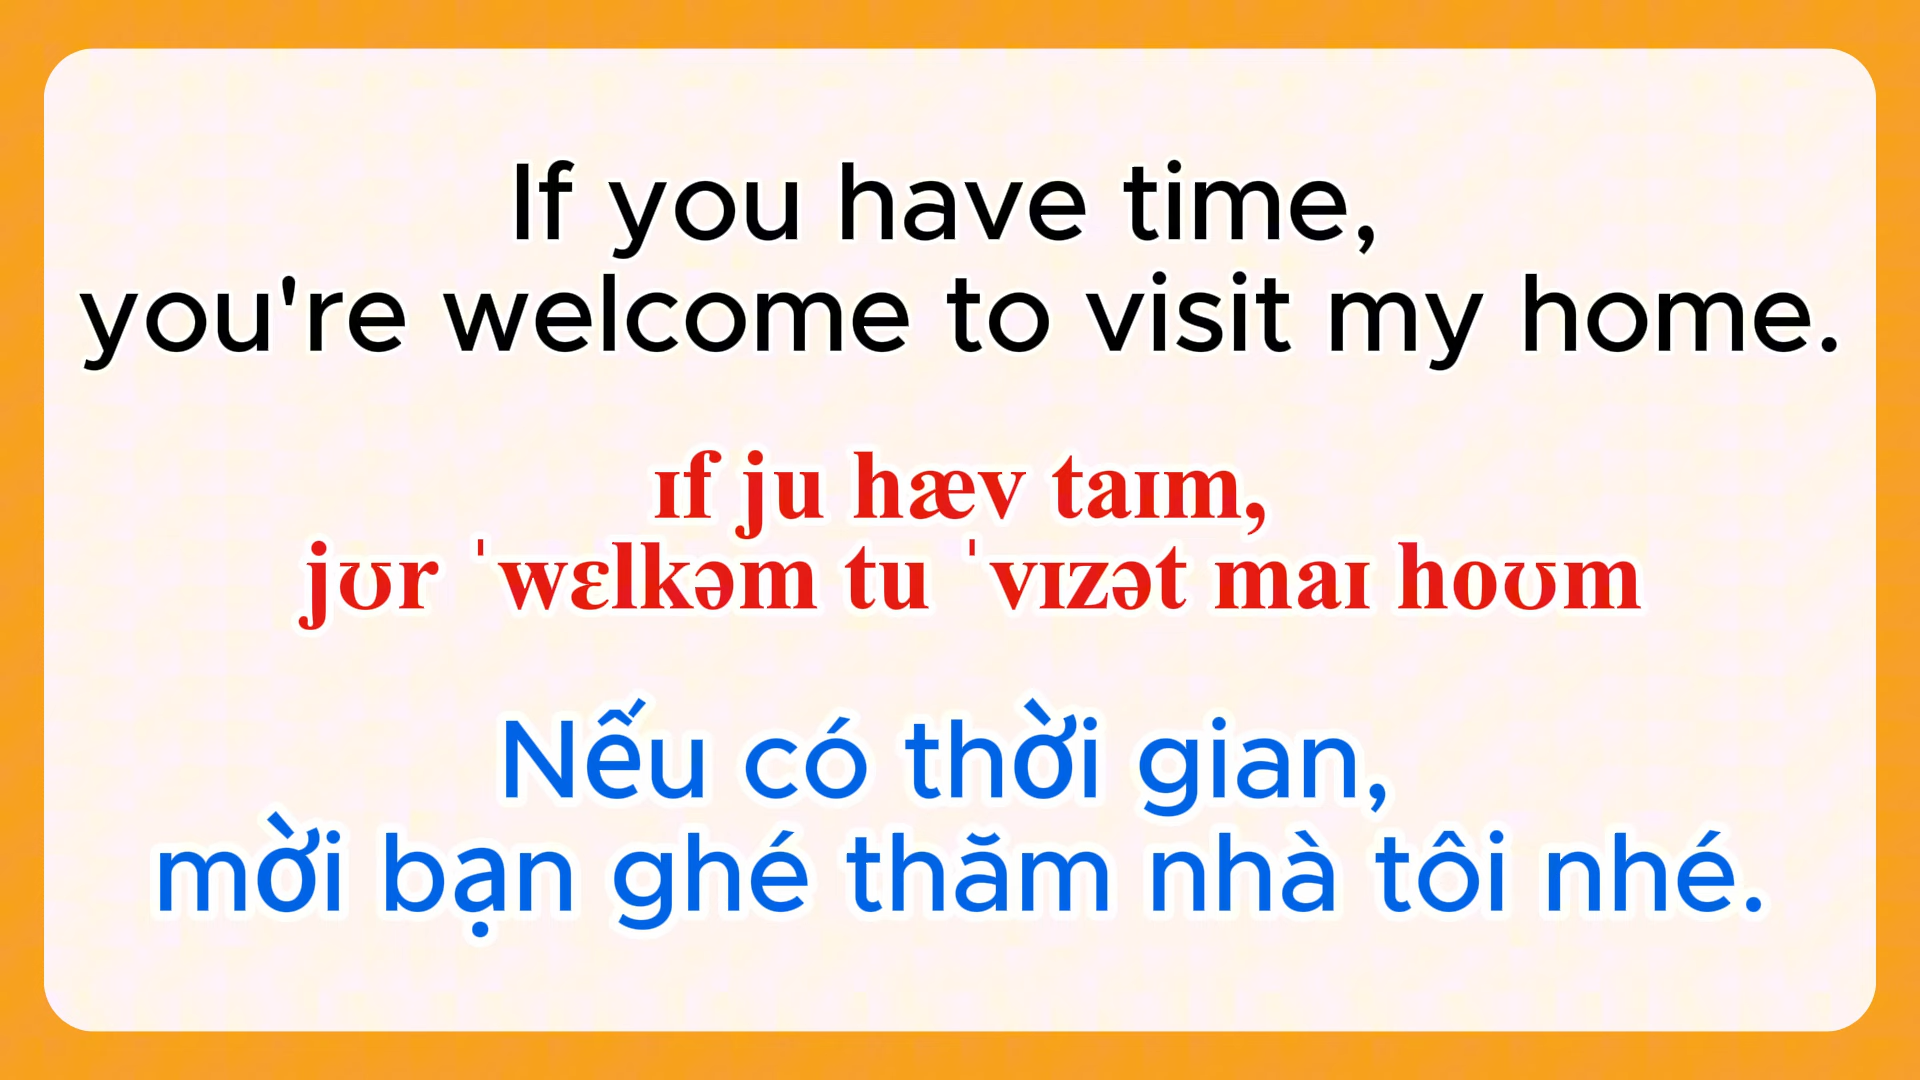 If you have time,
you're welcome to visit my home.
ɪf ju hæv taɪm,
jʊr ˈwɛlkəm tu ˈvɪzət maɪ hoʊm
Nếu có thời gian,
mời bạn ghé thăm nhà tôi nhé.